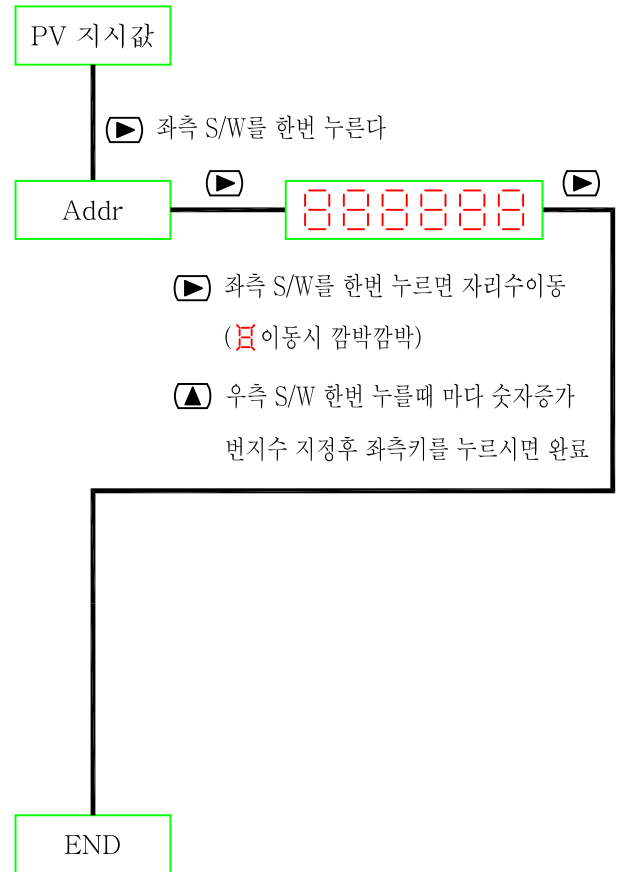 PV 지시값
좌측 S/W를 한번 누른다
Addr
888888
좌측 S/W를 한번 누르면 자리수이동
(8이동시 깜박깜박)
우측 S/W 한번 누를때 마다 숫자증가
번지수 지정후 좌측키를 누르시면 완료
END